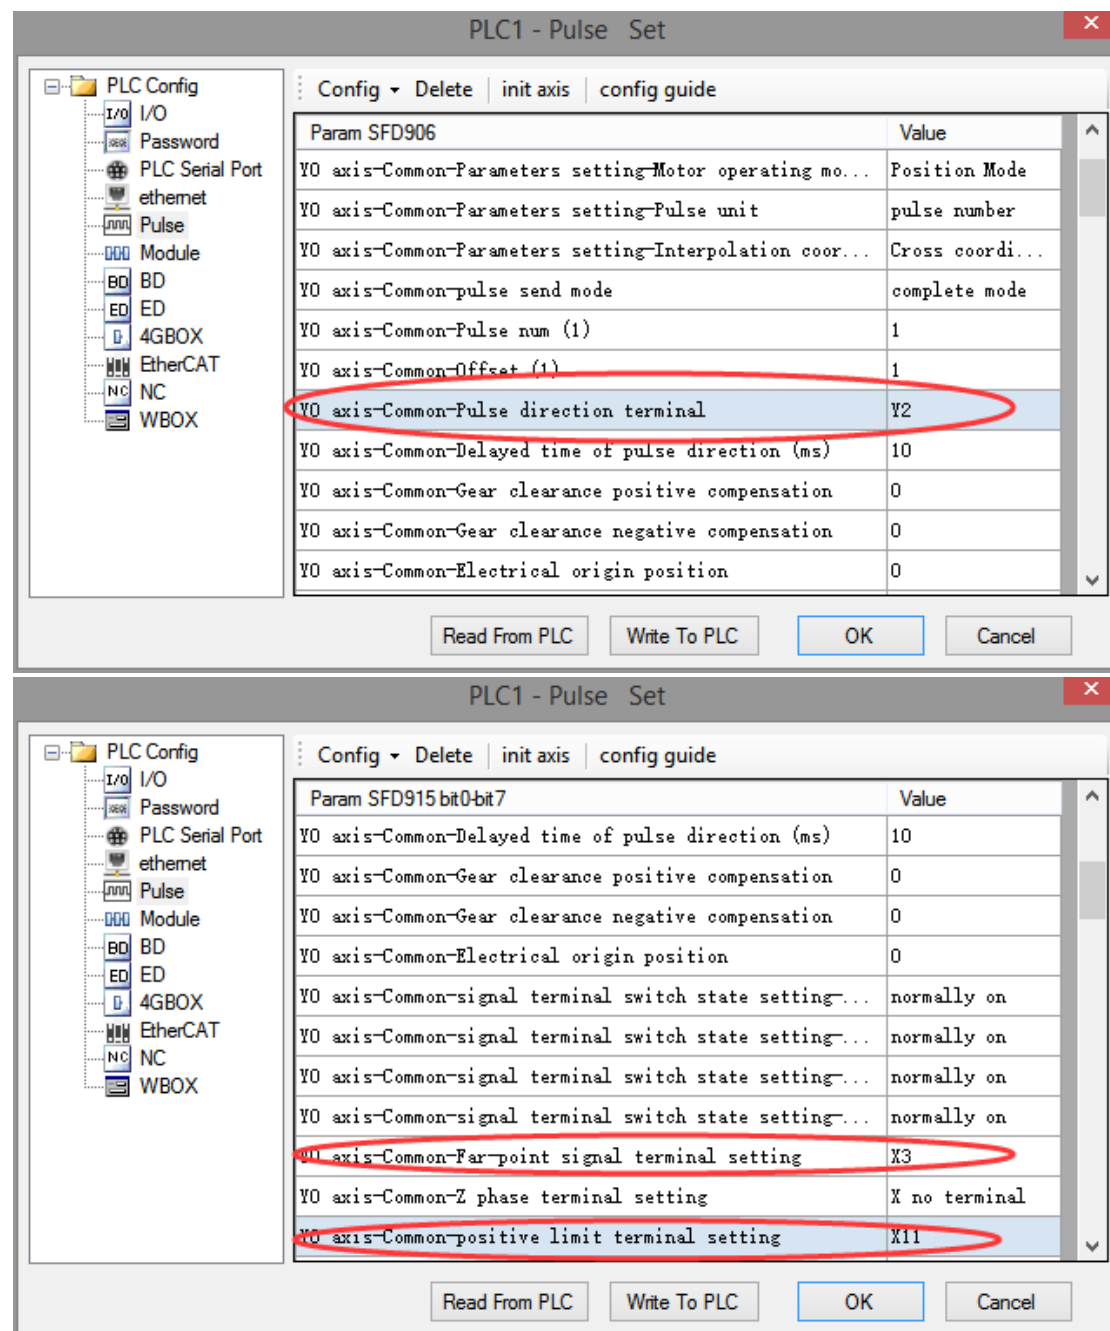 PLC1 - Pulse Set
PLC Config
I/O
Password
PLC Serial Port
ethernet
Pulse
Module
BD
ED
4GBOX
EtherCAT
NC
WBOX
Config Delete init axis config guide
Param SFD906 Value
Y0 axis-Common-Parameters setting-Motor operating mo... Position Mode
Y0 axis-Common-Parameters setting-Pulse unit pulse number
Y0 axis-Common-Parameters setting-Interpolation coor... Cross coordi...
Y0 axis-Common-pulse send mode complete mode
Y0 axis-Common-Pulse num (1) 1
Y0 axis-Common-Offset (1) 1
Y0 axis-Common-Pulse direction terminal Y2
Y0 axis-Common-Delayed time of pulse direction (ms) 10
Y0 axis-Common-Gear clearance positive compensation 0
Y0 axis-Common-Gear clearance negative compensation 0
Y0 axis-Common-Electrical origin position 0
Read From PLC Write To PLC OK Cancel
PLC1 - Pulse Set
PLC Config
I/O
Password
PLC Serial Port
ethernet
Pulse
Module
BD
ED
4GBOX
EtherCAT
NC
WBOX
Config Delete init axis config guide
Param SFD915 bit0-bit7 Value
Y0 axis-Common-Delayed time of pulse direction (ms) 10
Y0 axis-Common-Gear clearance positive compensation 0
Y0 axis-Common-Gear clearance negative compensation 0
Y0 axis-Common-Electrical origin position 0
Y0 axis-Common-signal terminal switch state setting-... normally on
Y0 axis-Common-signal terminal switch state setting-... normally on
Y0 axis-Common-signal terminal switch state setting-... normally on
Y0 axis-Common-signal terminal switch state setting-... normally on
Y0 axis-Common-Far-point signal terminal setting X3
Y0 axis-Common-Z phase terminal setting X no terminal
Y0 axis-Common-positive limit terminal setting X11
Read From PLC Write To PLC OK Cancel